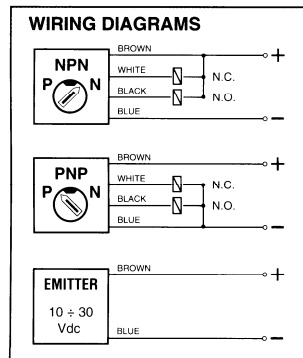 WIRING DIAGRAMS
NPN
P N
BROWN
+
WHITE
N.C.
BLACK
N.O.
BLUE
−
PNP
P N
BROWN
+
WHITE
N.C.
BLACK
N.O.
BLUE
−
EMITTER
10 ÷ 30
Vdc
BROWN
+
BLUE
−